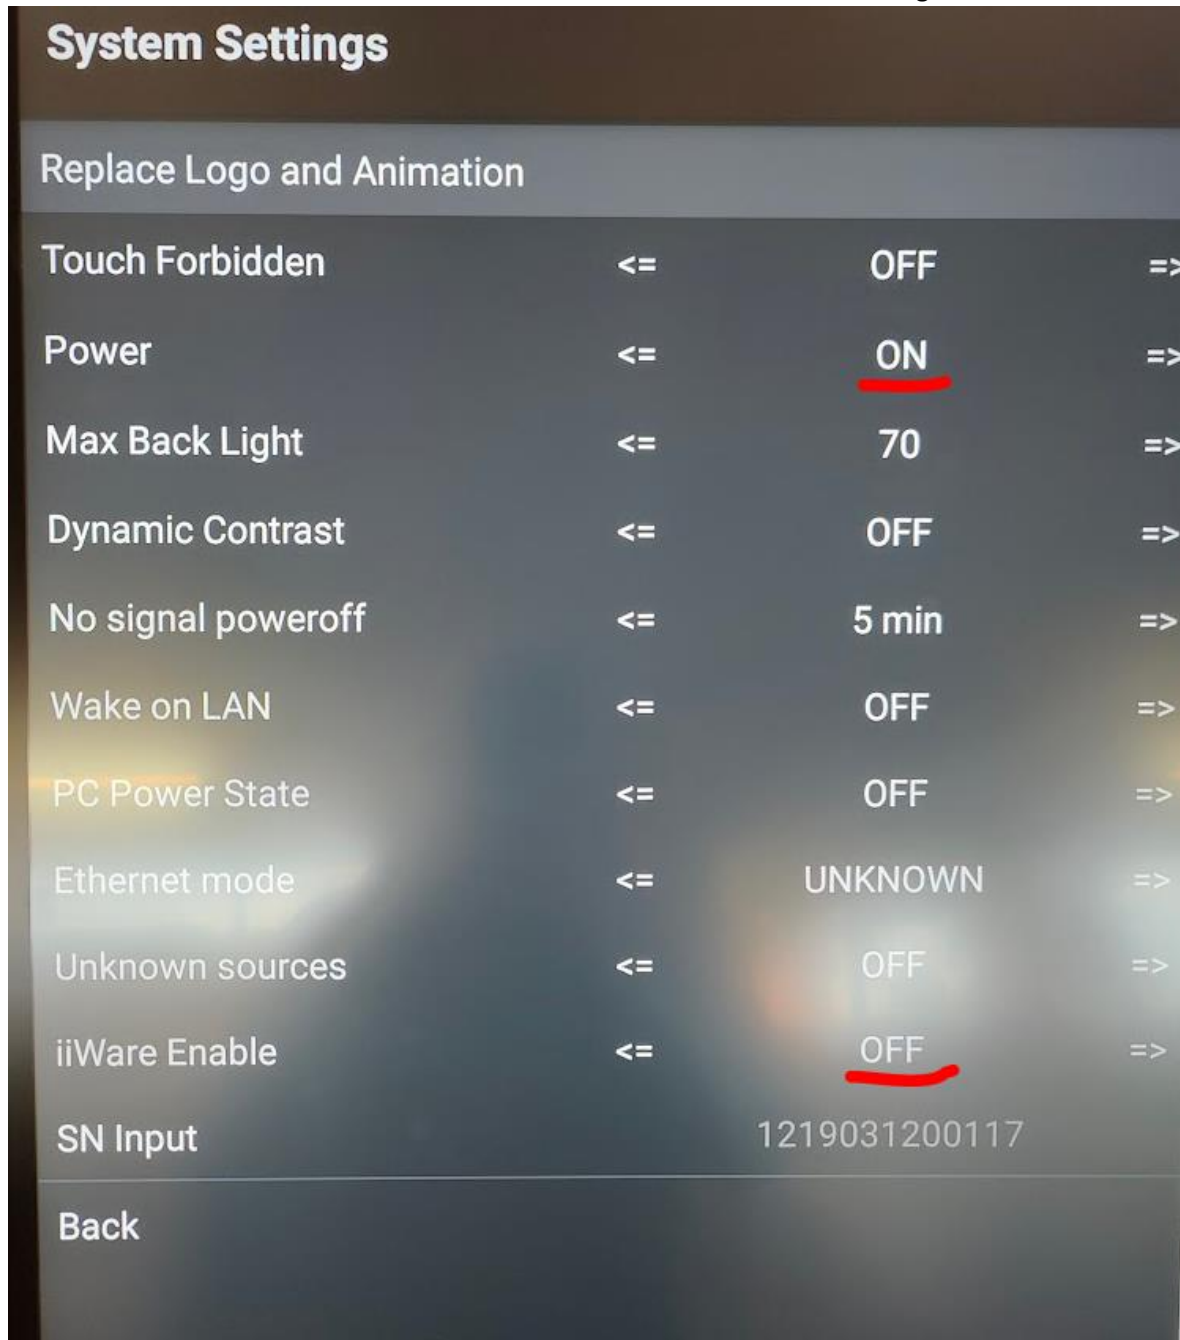 System Settings
Replace Logo and Animation
Touch Forbidden <= OFF =>
Power <= ON =>
Max Back Light <= 70 =>
Dynamic Contrast <= OFF =>
No signal poweroff <= 5 min =>
Wake on LAN <= OFF =>
PC Power State <= OFF =>
Ethernet mode <= UNKNOWN =>
Unknown sources <= OFF =>
iiWare Enable <= OFF =>
SN Input 1219031200117
Back